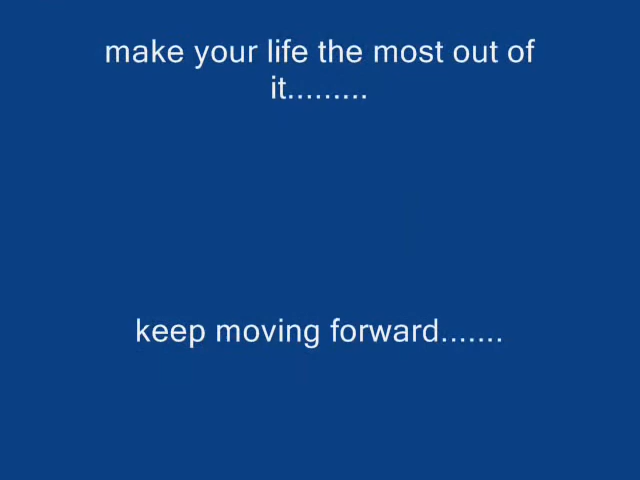 make your life the most out of
it.........
keep moving forward.......